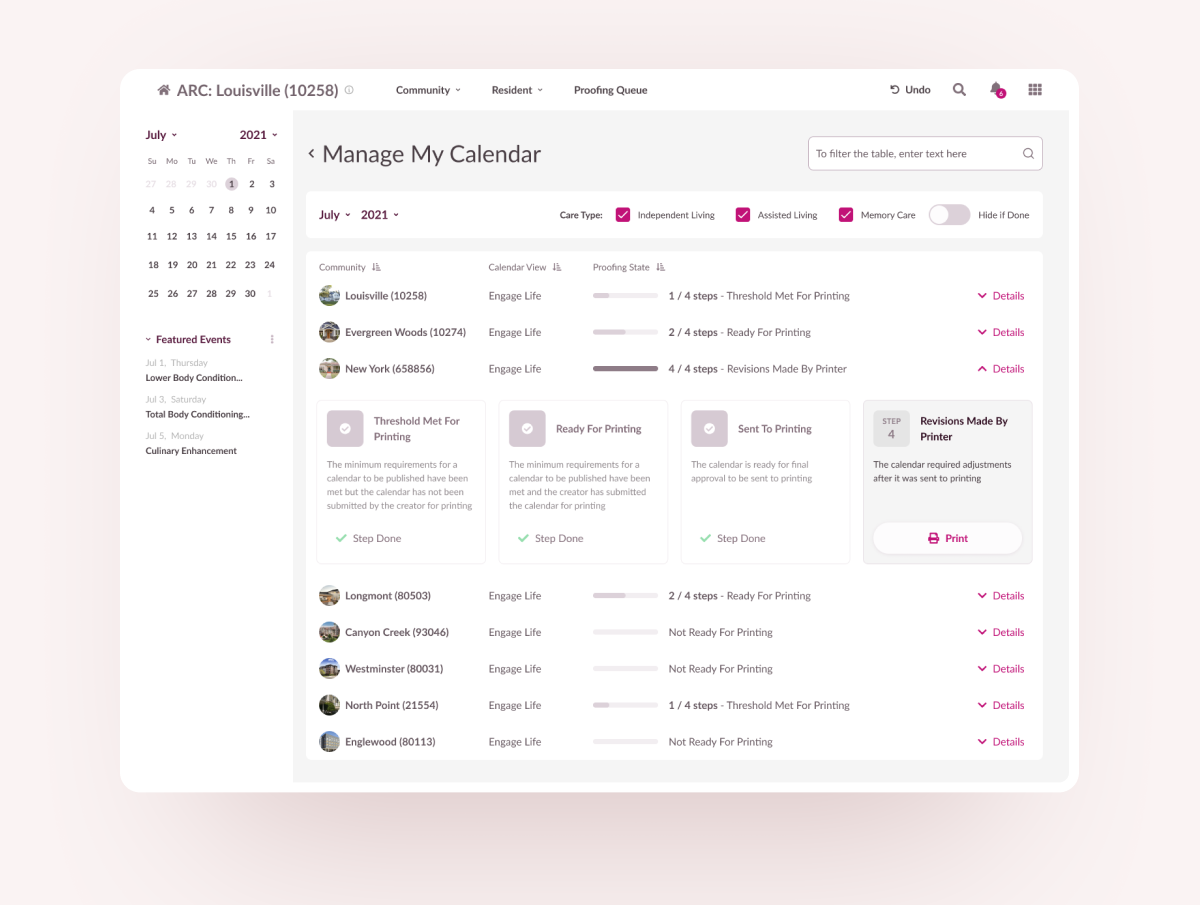 ARC: Louisville (10258)
Community
Resident
Proofing Queue
Undo
6
July
2021
Su Mo Tu We Th Fr Sa
27 28 29 30 1 2 3
4 5 6 7 8 9 10
11 12 13 14 15 16 17
18 19 20 21 22 23 24
25 26 27 28 29 30 1
Featured Events
Jul 1, Thursday
Lower Body Condition...
Jul 3, Saturday
Total Body Conditioning...
Jul 5, Monday
Culinary Enhancement
Manage My Calendar
To filter the table, enter text here
July 2021
Care Type: Independent Living Assisted Living Memory Care Hide if Done
Community Calendar View Proofing State
Louisville (10258) Engage Life 1 / 4 steps - Threshold Met For Printing Details
Evergreen Woods (10274) Engage Life 2 / 4 steps - Ready For Printing Details
New York (658856) Engage Life 4 / 4 steps - Revisions Made By Printer Details
Threshold Met For
Printing
The minimum requirements for a
calendar to be published have been
met but the calendar has not been
submitted by the creator for printing
Step Done
Ready For Printing
The minimum requirements for a
calendar to be published have been
met and the creator has submitted
the calendar for printing
Step Done
Sent To Printing
The calendar is ready for final
approval to be sent to printing
Step Done
STEP
4
Revisions Made By
Printer
The calendar required adjustments
after it was sent to printing
Print
Longmont (80503) Engage Life 2 / 4 steps - Ready For Printing Details
Canyon Creek (93046) Engage Life Not Ready For Printing Details
Westminster (80031) Engage Life Not Ready For Printing Details
North Point (21554) Engage Life 1 / 4 steps - Threshold Met For Printing Details
Englewood (80113) Engage Life Not Ready For Printing Details